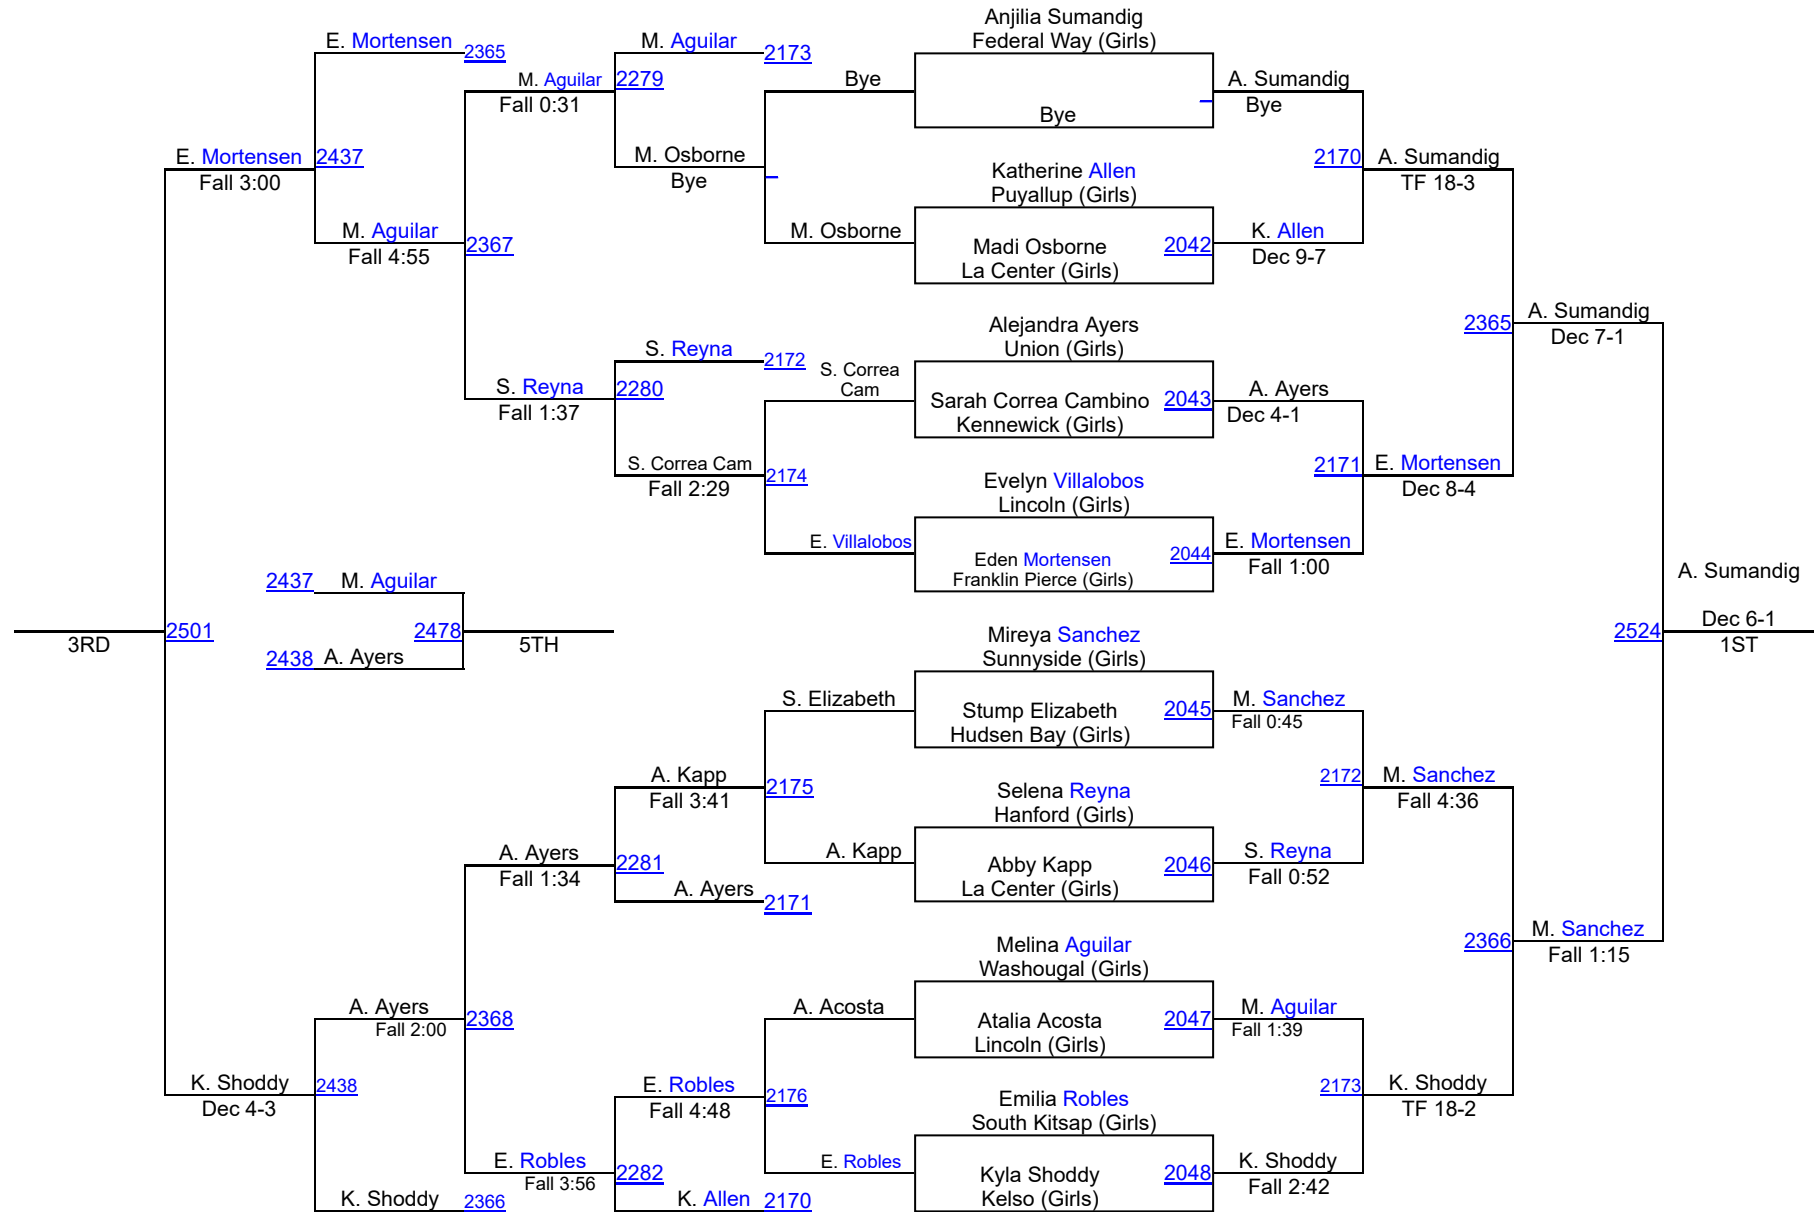 Anjilia Sumandig
Federal Way (Girls)
E. Mortensen 2365
M. Aguilar 2173
M. Aguilar 2279
Fall 0:31
Bye
A. Sumandig
Bye
Bye
E. Mortensen 2437
Fall 3:00
M. Osborne
Bye
2170 A. Sumandig
TF 18-3
Katherine Allen
Puyallup (Girls)
M. Aguilar 2367
Fall 4:55
M. Osborne
Madi Osborne 2042
La Center (Girls)
K. Allen
Dec 9-7
2365 A. Sumandig
Dec 7-1
Alejandra Ayers
Union (Girls)
S. Reyna 2172
S. Correa
Cam
S. Reyna 2280
Fall 1:37
Sarah Correa Cambino 2043
Kennewick (Girls)
A. Ayers
Dec 4-1
S. Correa Cam 2174
Fall 2:29
2171 E. Mortensen
Dec 8-4
Evelyn Villalobos
Lincoln (Girls)
E. Villalobos
Eden Mortensen 2044
Franklin Pierce (Girls)
E. Mortensen
Fall 1:00
2437 M. Aguilar
A. Sumandig
3RD
2501
2478
5TH
2524
Dec 6-1
1ST
2438 A. Ayers
Mireya Sanchez
Sunnyside (Girls)
S. Elizabeth
Stump Elizabeth 2045
Hudsen Bay (Girls)
M. Sanchez
Fall 0:45
A. Kapp 2175
Fall 3:41
2172 M. Sanchez
Fall 4:36
Selena Reyna
Hanford (Girls)
A. Ayers 2281
Fall 1:34
A. Kapp
Abby Kapp 2046
La Center (Girls)
S. Reyna
Fall 0:52
A. Ayers 2171
2366 M. Sanchez
Fall 1:15
Melina Aguilar
Washougal (Girls)
A. Ayers 2368
Fall 2:00
A. Acosta
Atalia Acosta 2047
Lincoln (Girls)
M. Aguilar
Fall 1:39
K. Shoddy 2438
Dec 4-3
E. Robles 2176
Fall 4:48
2173 K. Shoddy
TF 18-2
Emilia Robles
South Kitsap (Girls)
E. Robles 2282
Fall 3:56
E. Robles
Kyla Shoddy 2048
Kelso (Girls)
K. Shoddy
Fall 2:42
K. Shoddy 2366
K. Allen 2170